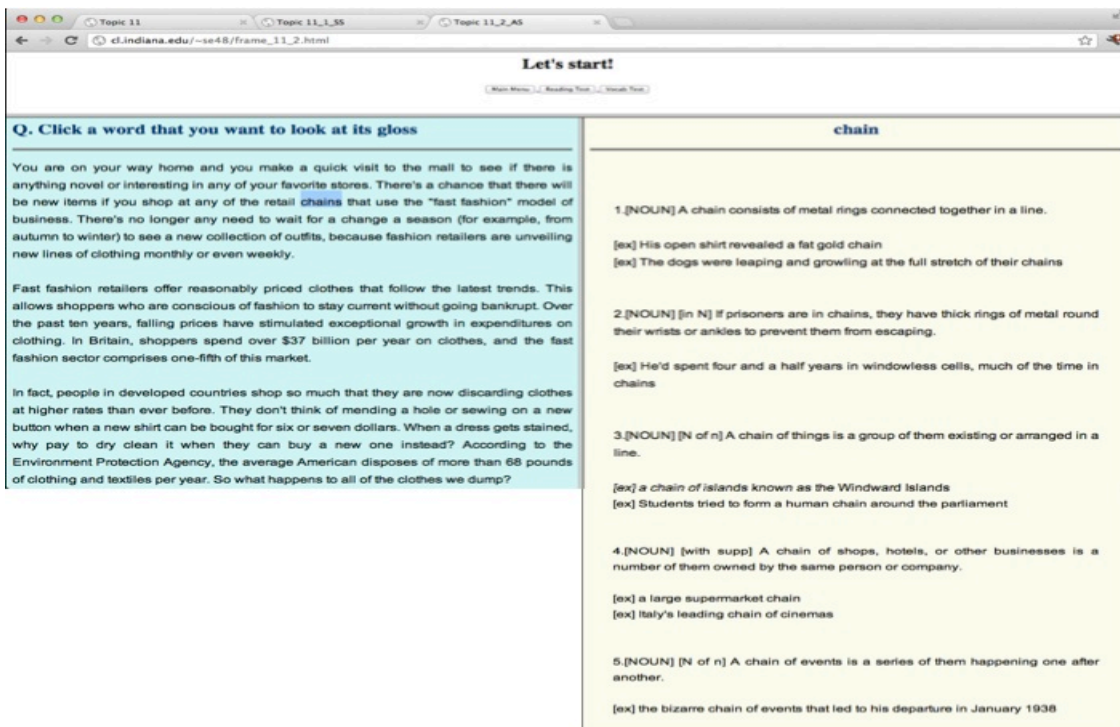 Topic 11
Topic 11_1_SS
Topic 11_2_AS
cl.indiana.edu/~se48/frame_11_2.html
Let's start!
Main Menu Reading Text Vocab Test
Q. Click a word that you want to look at its gloss
You are on your way home and you make a quick visit to the mall to see if there is
anything novel or interesting in any of your favorite stores. There's a chance that there will
be new items if you shop at any of the retail chains that use the "fast fashion" model of
business. There's no longer any need to wait for a change a season (for example, from
autumn to winter) to see a new collection of outfits, because fashion retailers are unveiling
new lines of clothing monthly or even weekly.
Fast fashion retailers offer reasonably priced clothes that follow the latest trends. This
allows shoppers who are conscious of fashion to stay current without going bankrupt. Over
the past ten years, falling prices have stimulated exceptional growth in expenditures on
clothing. In Britain, shoppers spend over $37 billion per year on clothes, and the fast
fashion sector comprises one-fifth of this market.
In fact, people in developed countries shop so much that they are now discarding clothes
at higher rates than ever before. They don't think of mending a hole or sewing on a new
button when a new shirt can be bought for six or seven dollars. When a dress gets stained,
why pay to dry clean it when they can buy a new one instead? According to the
Environment Protection Agency, the average American disposes of more than 68 pounds
of clothing and textiles per year. So what happens to all of the clothes we dump?
chain
1.[NOUN] A chain consists of metal rings connected together in a line.
[ex] His open shirt revealed a fat gold chain
[ex] The dogs were leaping and growling at the full stretch of their chains
2.[NOUN] [in N] If prisoners are in chains, they have thick rings of metal round
their wrists or ankles to prevent them from escaping.
[ex] He'd spent four and a half years in windowless cells, much of the time in
chains
3.[NOUN] [N of n] A chain of things is a group of them existing or arranged in a
line.
[ex] a chain of islands known as the Windward Islands
[ex] Students tried to form a human chain around the parliament
4.[NOUN] [with supp] A chain of shops, hotels, or other businesses is a
number of them owned by the same person or company.
[ex] a large supermarket chain
[ex] Italy's leading chain of cinemas
5.[NOUN] [N of n] A chain of events is a series of them happening one after
another.
[ex] the bizarre chain of events that led to his departure in January 1938